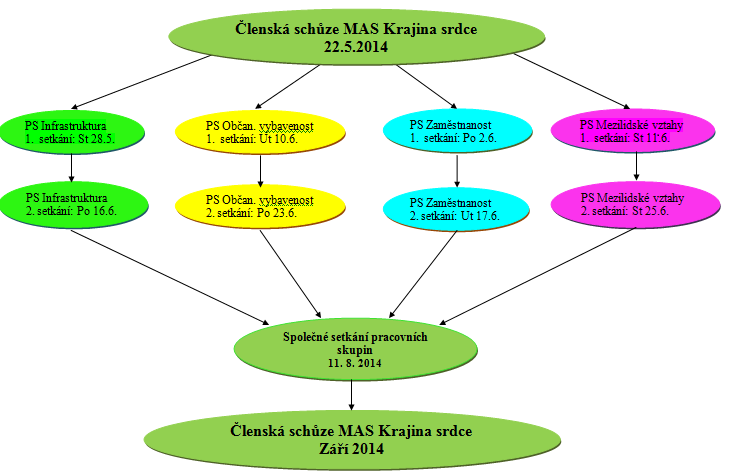 Členská schůze MAS Krajina srdce
22.5.2014
PS Infrastruktura
1. setkání: St 28.5.
PS Občan. vybavenost
1. setkání: Út 10.6.
PS Zaměstnanost
1. setkání: Po 2.6.
PS Mezilidské vztahy
1. setkání: St 11.6.
PS Infrastruktura
2. setkání: Po 16.6.
PS Občan. vybavenost
2. setkání: Po 23.6.
PS Zaměstnanost
2. setkání: Út 17.6.
PS Mezilidské vztahy
2. setkání: St 25.6.
Společné setkání pracovních
skupin
11. 8. 2014
Členská schůze MAS Krajina srdce
Září 2014